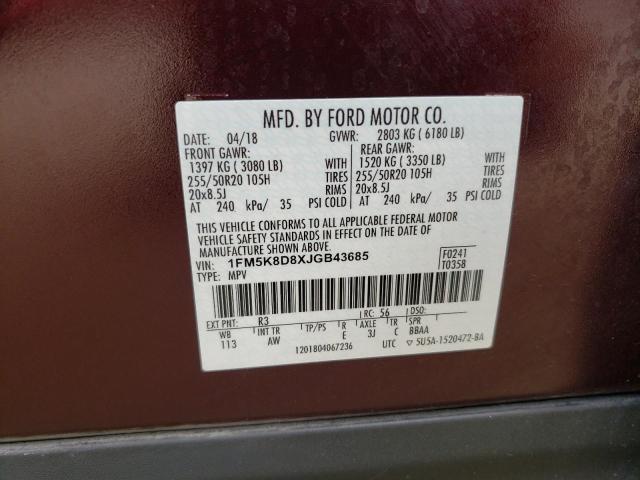 MFD. BY FORD MOTOR CO.
DATE: 04/18 GVWR: 2803 KG ( 6180 LB)
FRONT GAWR: REAR GAWR:
1397 KG ( 3080 LB) WITH 1520 KG ( 3350 LB) WITH
255/50R20 105H TIRES 255/50R20 105H TIRES
20x8.5J RIMS 20x8.5J RIMS
AT 240 kPa/ 35 PSI COLD AT 240 kPa/ 35 PSI COLD
THIS VEHICLE CONFORMS TO ALL APPLICABLE FEDERAL MOTOR
VEHICLE SAFETY STANDARDS IN EFFECT ON THE DATE OF
MANUFACTURE SHOWN ABOVE.
VIN: 1FM5K8D8XJGB43685 F0241
TYPE: MPV T0358
EXT PNT: R3 RC: 56
WB INT TR TP/PS R AXLE TR SPR
113 AW E 3J C BBAA
1201804067236 UTC ▽ 5U5A-1520472-BA